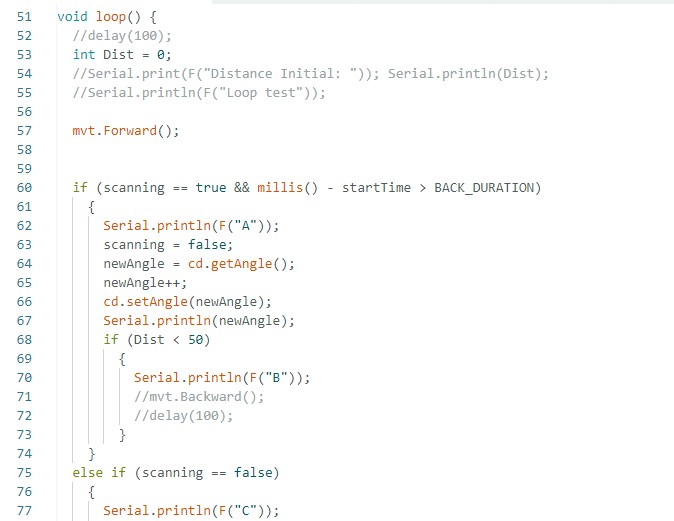 51 void loop() {
52 //delay(100);
53 int Dist = 0;
54 //Serial.print(F("Distance Initial: ")); Serial.println(Dist);
55 //Serial.println(F("Loop test"));
56
57 mvt.Forward();
58
59
60 if (scanning == true && millis() - startTime > BACK_DURATION)
61 {
62 Serial.println(F("A"));
63 scanning = false;
64 newAngle = cd.getAngle();
65 newAngle++;
66 cd.setAngle(newAngle);
67 Serial.println(newAngle);
68 if (Dist < 50)
69 {
70 Serial.println(F("B"));
71 //mvt.Backward();
72 //delay(100);
73 }
74 }
75 else if (scanning == false)
76 {
77 Serial.println(F("C"));